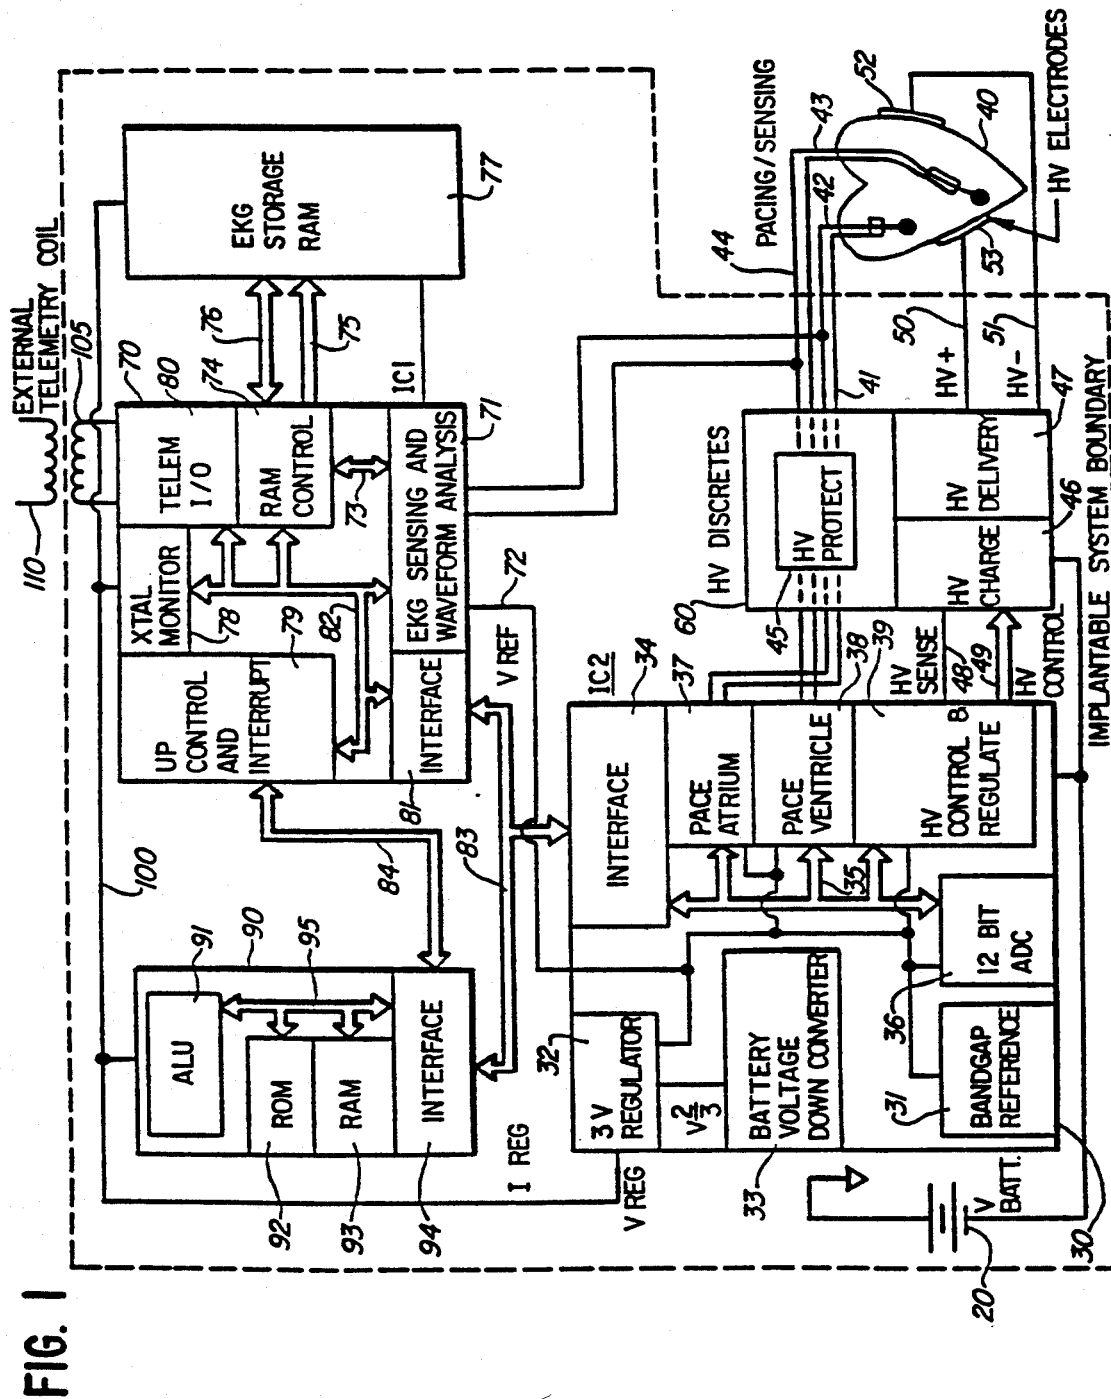 FIG. 1
110
EXTERNAL
TELEMETRY COIL
105
100
70
80
TELEM
I/O
74
RAM
CONTROL
76
75
EKG
STORAGE
RAM
77
XTAL
MONITOR
78
79
82
73
UP
CONTROL
AND
INTERRUPT
EKG SENSING AND
WAVEFORM ANALYSIS
71
IC1
INTERFACE
81
84
83
72
V REF
ALU
91
90
95
ROM
RAM
INTERFACE
92
93
94
I REG
V REG
32
3V
REGULATOR
V 2/3
BATTERY
VOLTAGE
DOWN CONVERTER
33
INTERFACE
34
IC2
PACE
ATRIUM
37
PACE
VENTRICLE
38
35
HV
CONTROL &
REGULATE
39
12 BIT
ADC
36
BANDGAP
REFERENCE
31
30
V
BATT.
20
HV DISCRETES
60
45
HV
PROTECT
HV
SENSE
48
49
HV
CONTROL
HV
CHARGE
46
HV
DELIVERY
47
HV+
HV-
50
51
41
44
PACING/SENSING
42
43
52
40
53
HV ELECTRODES
IMPLANTABLE SYSTEM BOUNDARY